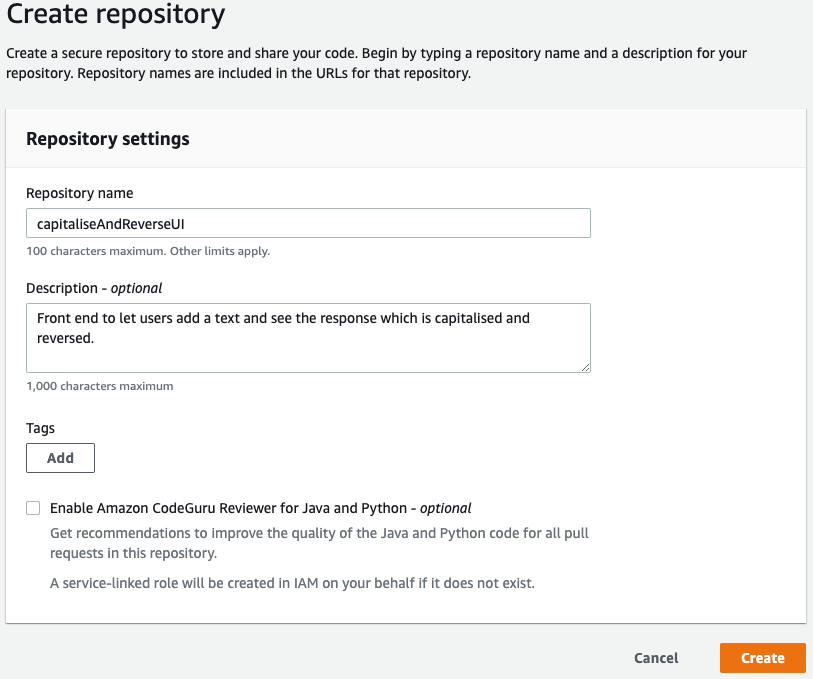 Create repository
Create a secure repository to store and share your code. Begin by typing a repository name and a description for your
repository. Repository names are included in the URLs for that repository.
Repository settings
Repository name
capitaliseAndReverseUI
100 characters maximum. Other limits apply.
Description - optional
Front end to let users add a text and see the response which is capitalised and
reversed.
1,000 characters maximum
Tags
Add
Enable Amazon CodeGuru Reviewer for Java and Python - optional
Get recommendations to improve the quality of the Java and Python code for all pull
requests in this repository.
A service-linked role will be created in IAM on your behalf if it does not exist.
Cancel
Create